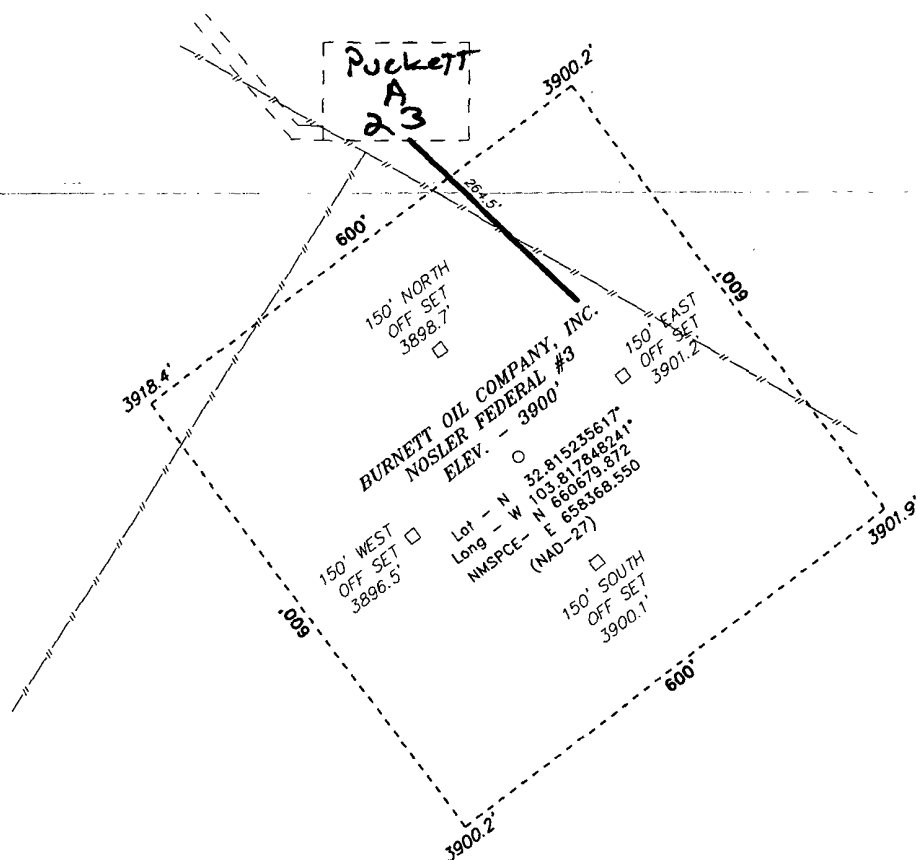 Puckett
A
23
3900.2'
264.5'
600'
600'
150' NORTH
OFF SET
3898.7'
150' EAST
OFF SET
3901.2'
3918.4'
BURNETT OIL COMPANY, INC.
NOSLER FEDERAL #3
ELEV. - 3900'
Lat - N 32.815235617°
Long - W 103.817848241°
NMSPCE- N 660679.872
E 658368.550
(NAD-27)
3901.9'
150' WEST
OFF SET
3896.5'
150' SOUTH
OFF SET
3900.1'
600'
600'
3900.2'